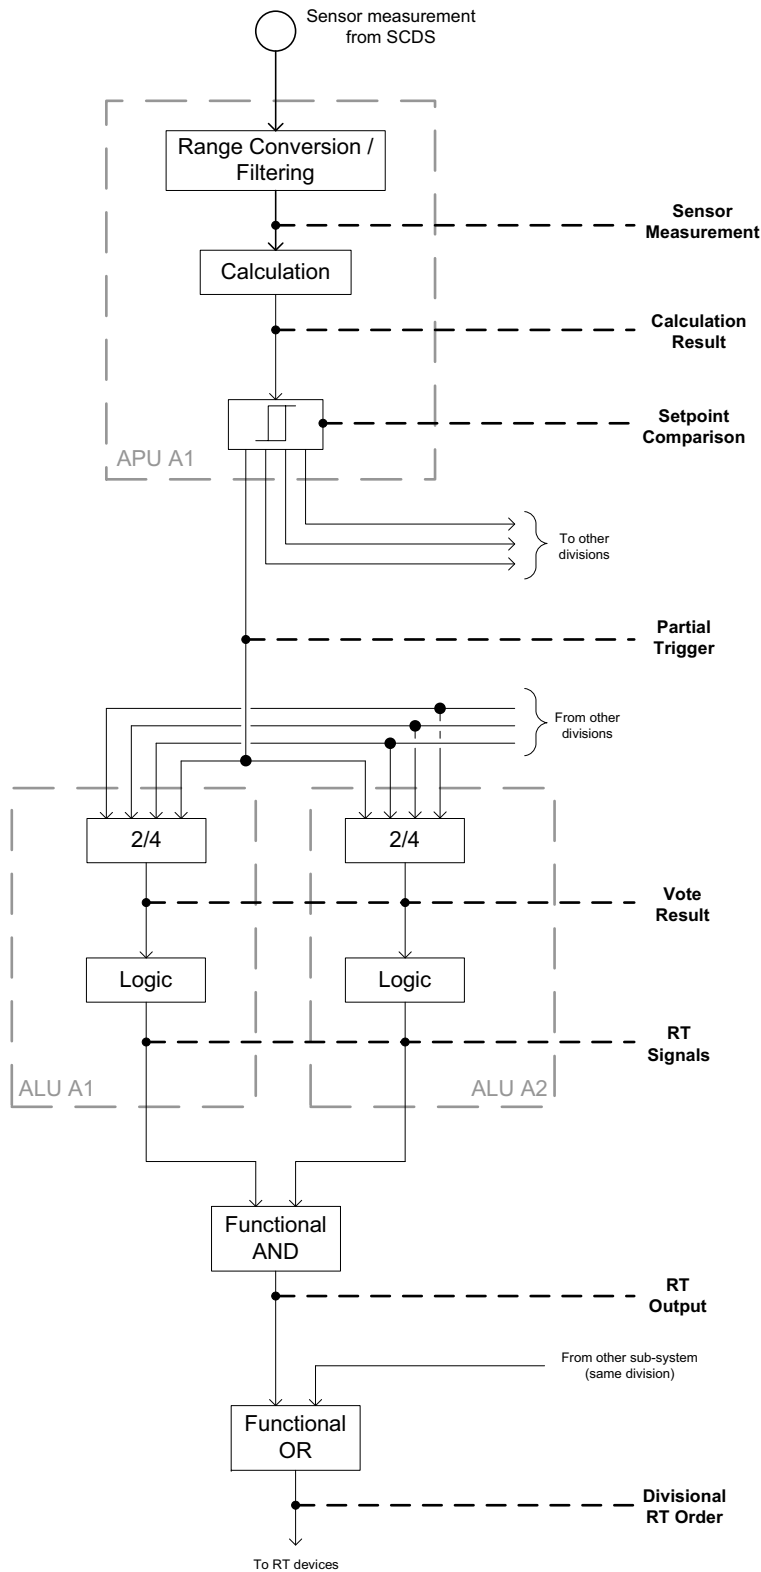 Sensor measurement
from SCDS
Range Conversion /
Filtering
Sensor
Measurement
Calculation
Calculation
Result
Setpoint
Comparison
APU A1
To other
divisions
Partial
Trigger
From other
divisions
2/4
2/4
Vote
Result
Logic
Logic
RT
Signals
ALU A1
ALU A2
Functional
AND
RT
Output
From other sub-system
(same division)
Functional
OR
Divisional
RT Order
To RT devices